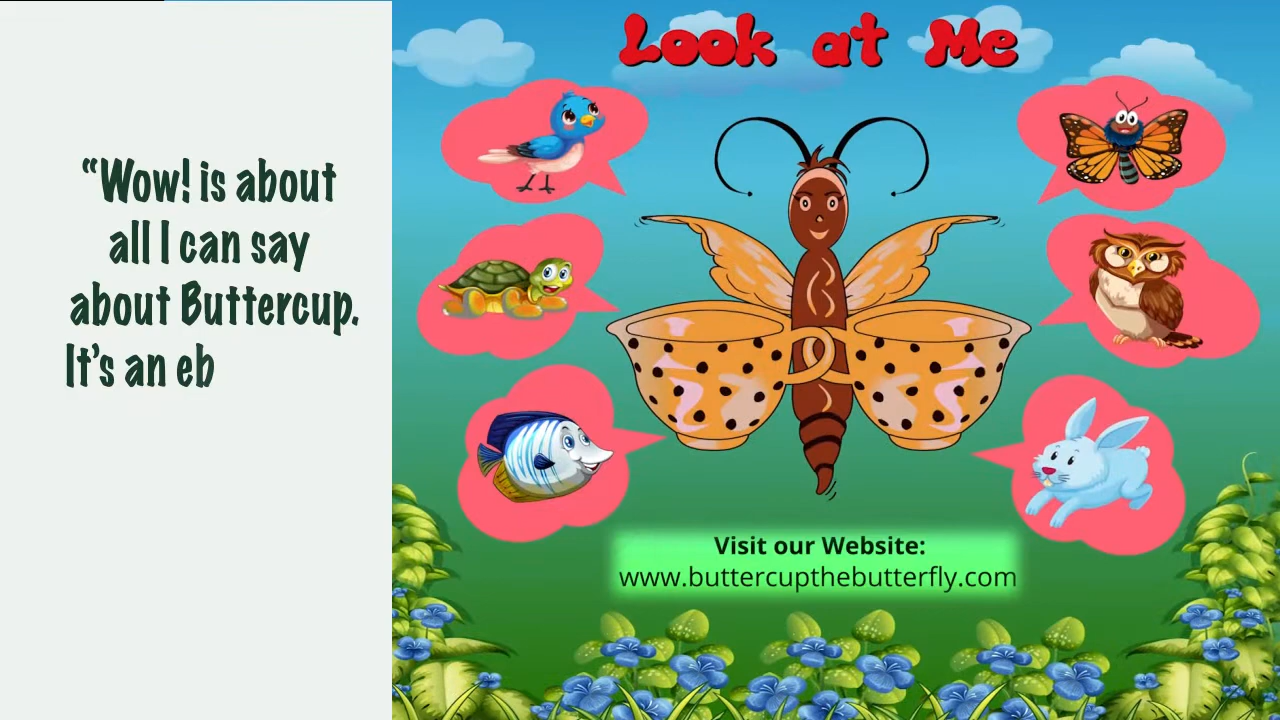 “Wow! is about
all I can say
about Buttercup.
It’s an eb
Look at Me
Visit our Website:
www.buttercupthebutterfly.com